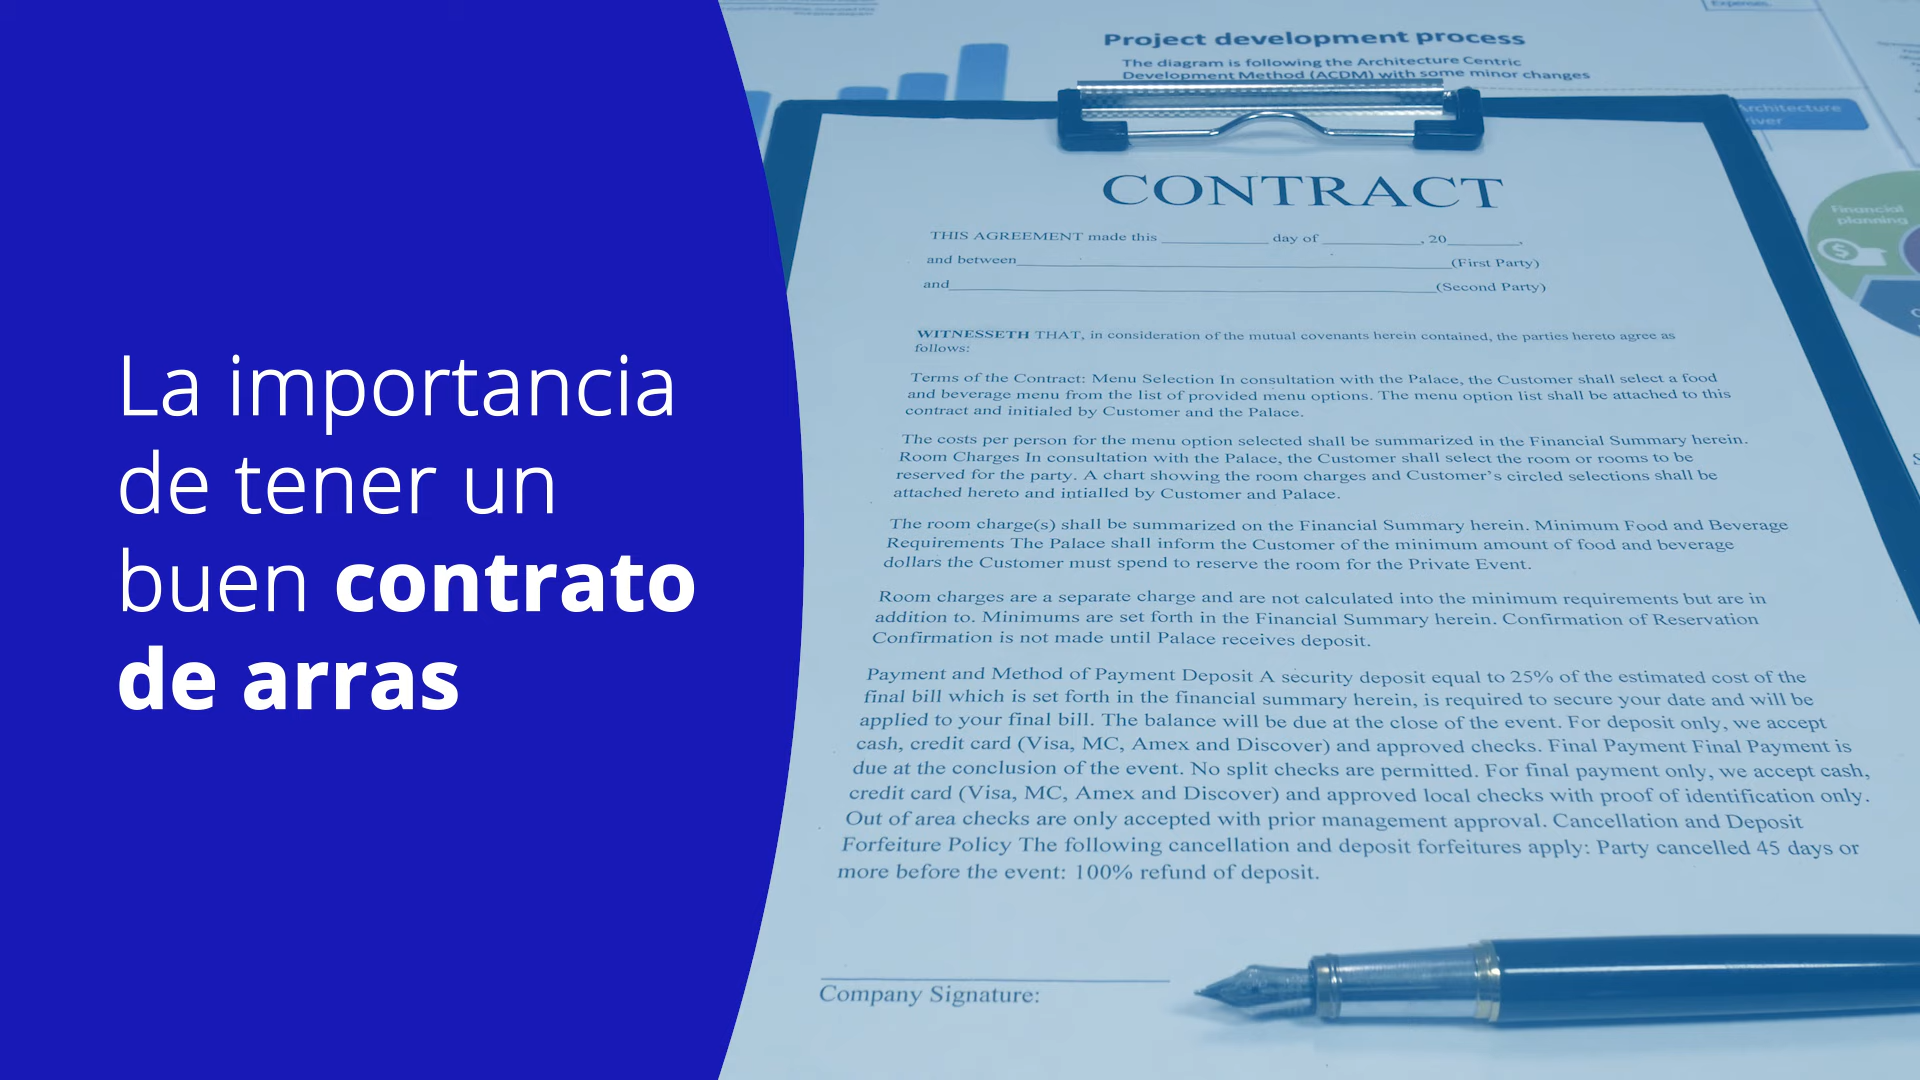 La importancia
de tener un
buen contrato
de arras
Expenses.
Project development process
The diagram is following the Architecture Centric
Development Method (ACDM) with some minor changes
Architecture
Financial
planning
CONTRACT
THIS AGREEMENT made this ___________ day of __________, 20________.
and between____________________________________________(First Party)
and_________________________________________________(Second Party)
WITNESSETH THAT, in consideration of the mutual covenants herein contained, the parties hereto agree as
follows:
Terms of the Contract: Menu Selection In consultation with the Palace, the Customer shall select a food
and beverage menu from the list of provided menu options. The menu option list shall be attached to this
contract and initialed by Customer and the Palace.
The costs per person for the menu option selected shall be summarized in the Financial Summary herein.
Room Charges In consultation with the Palace, the Customer shall select the room or rooms to be
reserved for the party. A chart showing the room charges and Customer's circled selections shall be
attached hereto and intialled by Customer and Palace.
The room charge(s) shall be summarized on the Financial Summary herein. Minimum Food and Beverage
Requirements The Palace shall inform the Customer of the minimum amount of food and beverage
dollars the Customer must spend to reserve the room for the Private Event.
Room charges are a separate charge and are not calculated into the minimum requirements but are in
addition to. Minimums are set forth in the Financial Summary herein. Confirmation of Reservation
Confirmation is not made until Palace receives deposit.
Payment and Method of Payment Deposit A security deposit equal to 25% of the estimated cost of the
final bill which is set forth in the financial summary herein, is required to secure your date and will be
applied to your final bill. The balance will be due at the close of the event. For deposit only, we accept
cash, credit card (Visa, MC, Amex and Discover) and approved checks. Final Payment Final Payment is
due at the conclusion of the event. No split checks are permitted. For final payment only, we accept cash,
credit card (Visa, MC, Amex and Discover) and approved local checks with proof of identification only.
Out of area checks are only accepted with prior management approval. Cancellation and Deposit
Forfeiture Policy The following cancellation and deposit forfeitures apply: Party cancelled 45 days or
more before the event: 100% refund of deposit.
Company Signature: